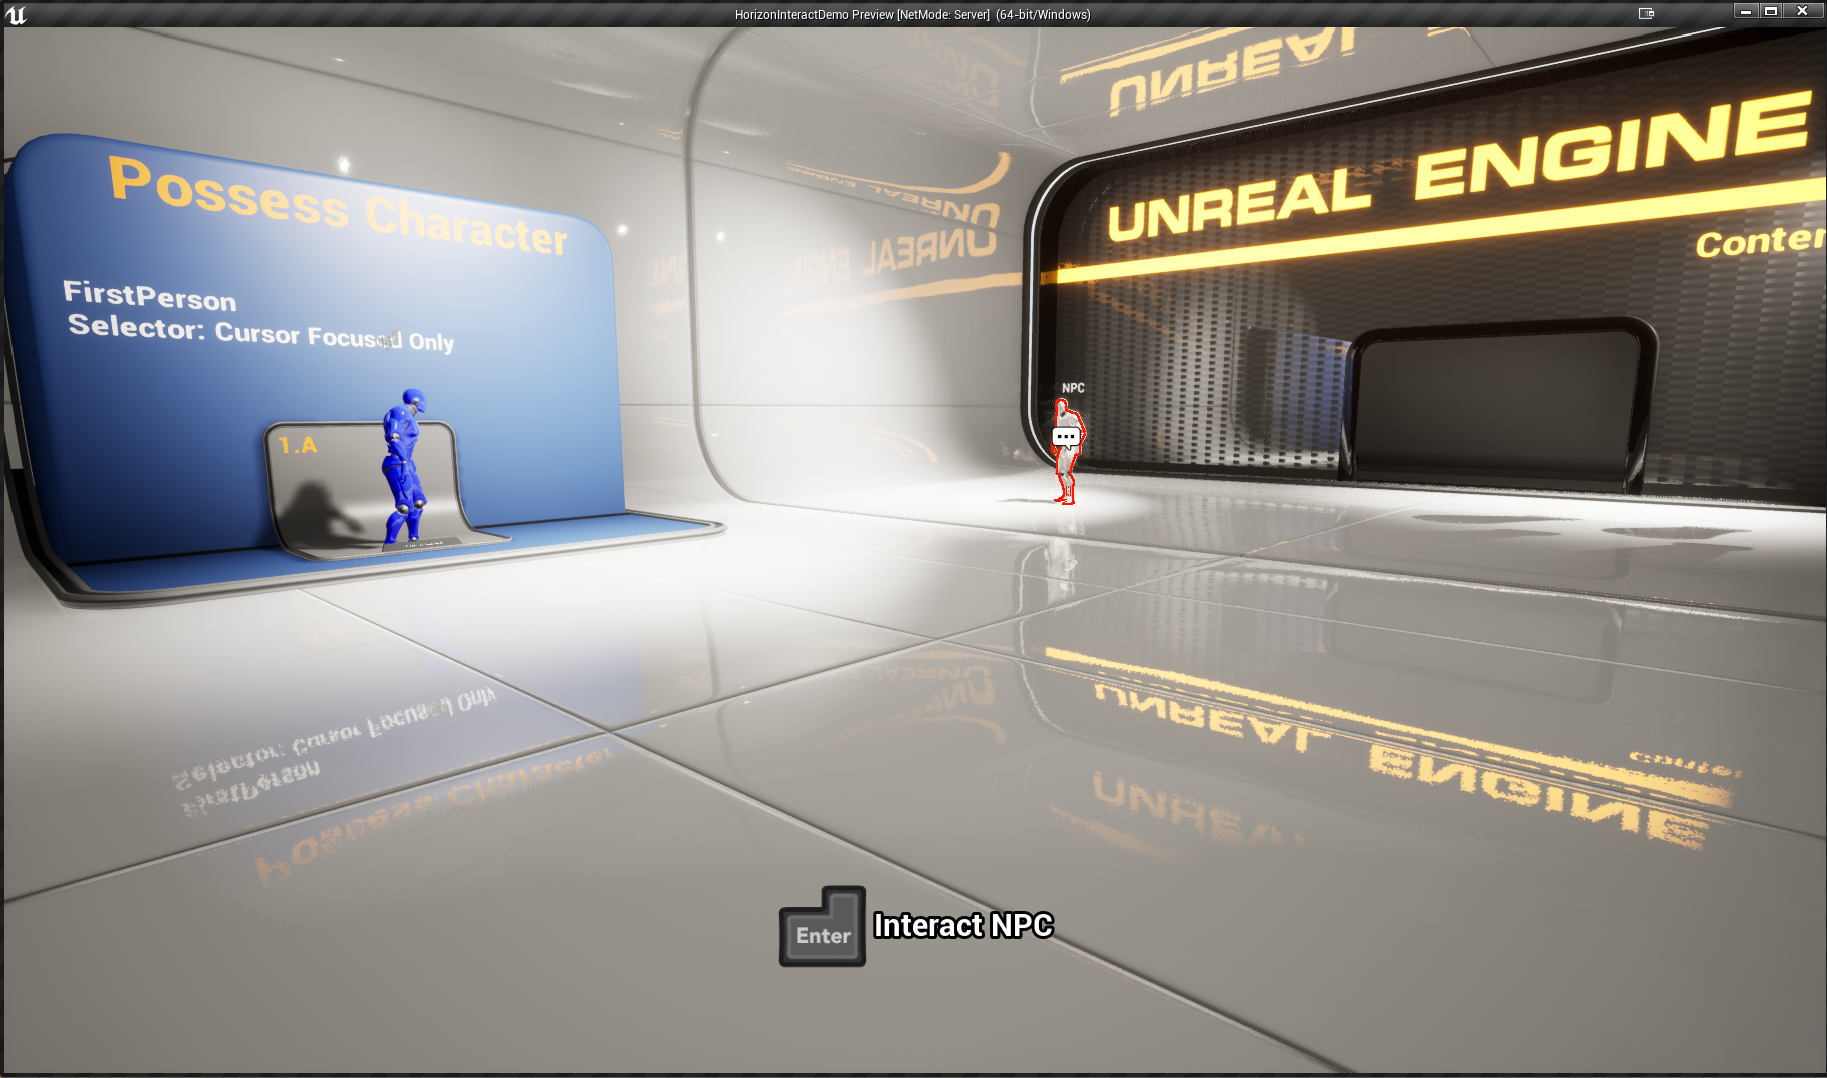 HorizonInteractDemo Preview [NetMode: Server] (64-bit/Windows)
Possess Character
FirstPerson
Selector: Cursor Focused Only
1.A
UNREAL ENGINE
Conter
NPC
Enter
Interact NPC